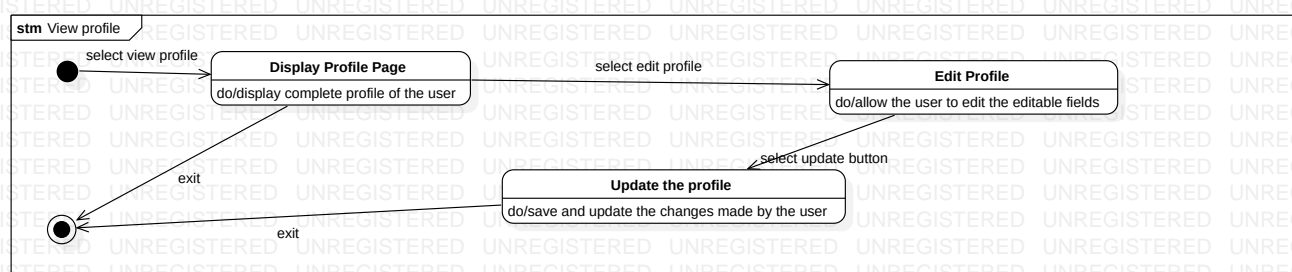 stm View profile
select view profile
Display Profile Page
do/display complete profile of the user
select edit profile
Edit Profile
do/allow the user to edit the editable fields
select update button
exit
Update the profile
do/save and update the changes made by the user
exit
UNREGISTERED